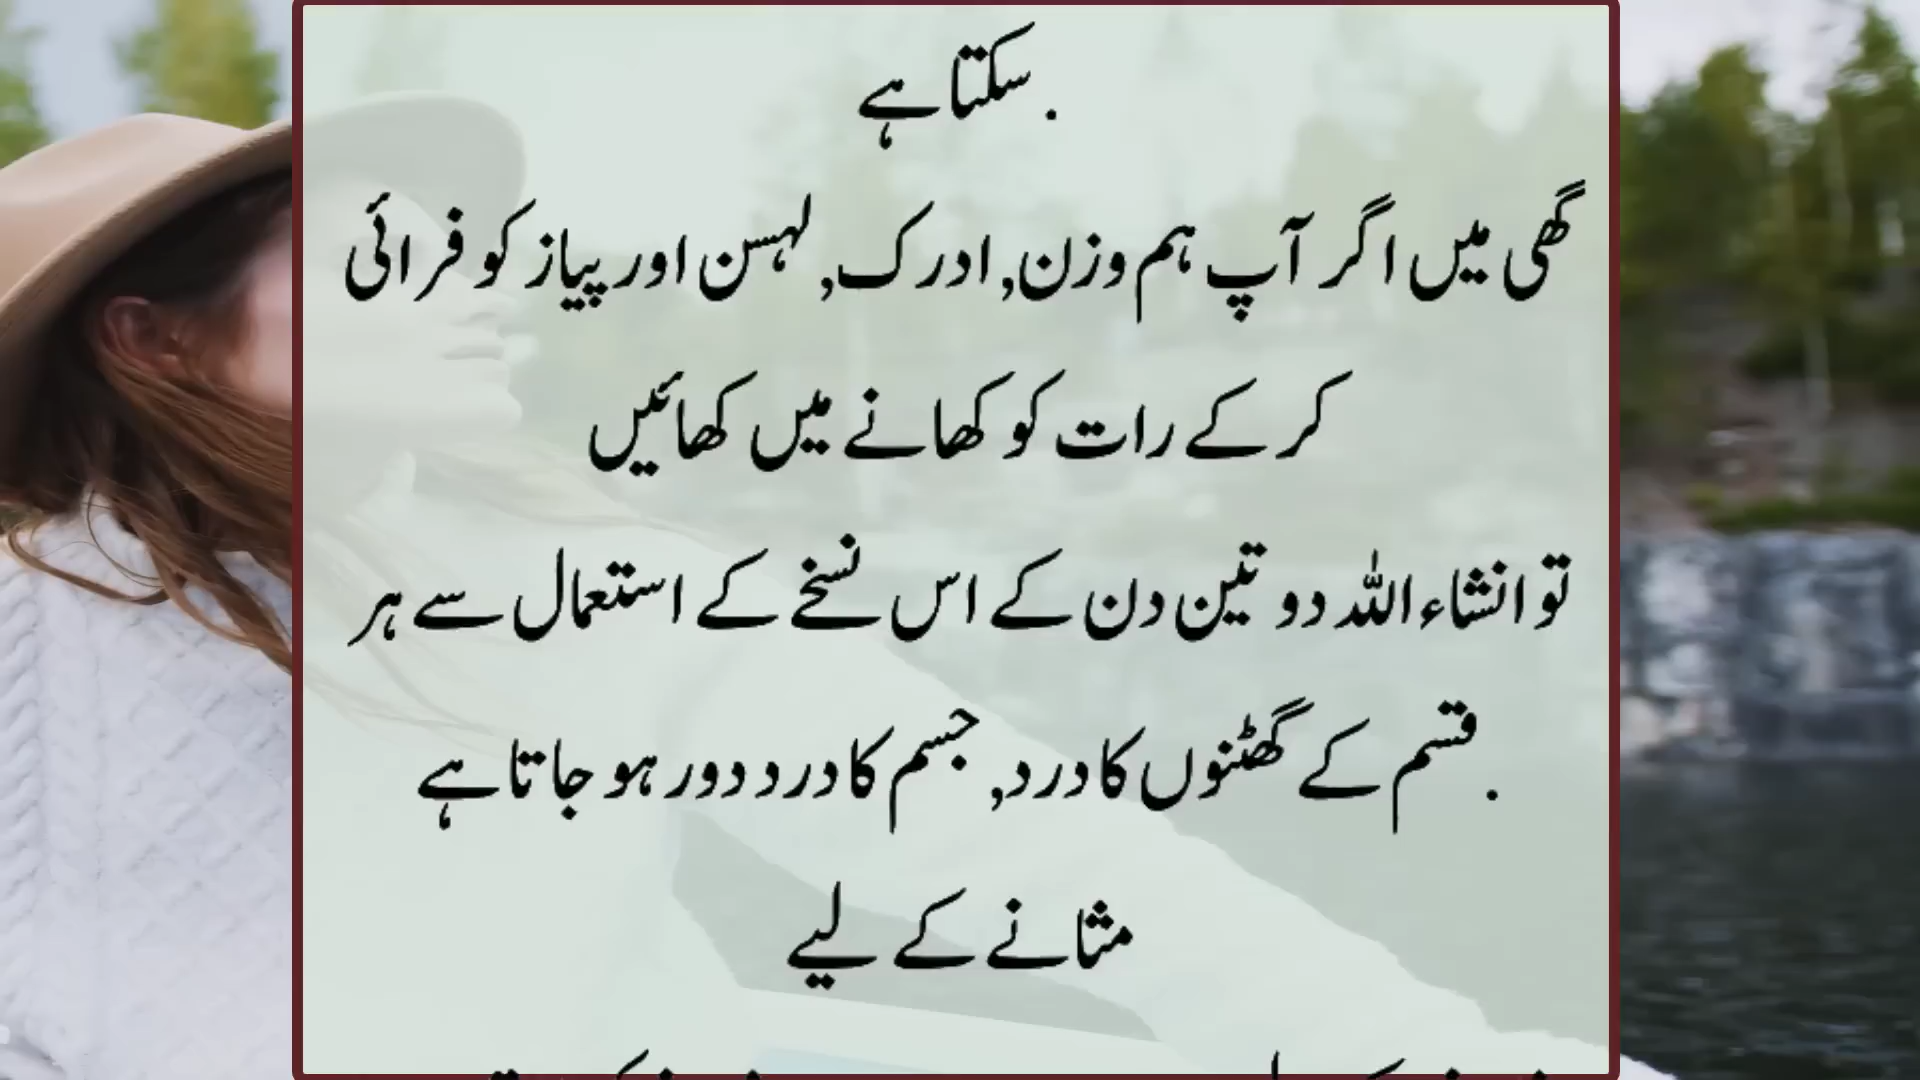 سکتا ہے.
گھی میں اگر آپ ہم وزن, ادرک, لہسن اور پیاز کو فرائی
کر کے رات کو کھانے میں کھائیں
تو انشاء اللہ دو تین دن کے اس نسخے کے استعمال سے ہر
قسم کے گھٹنوں کا درد, جسم کا درد دور ہو جاتا ہے.
مثانے کے لیے